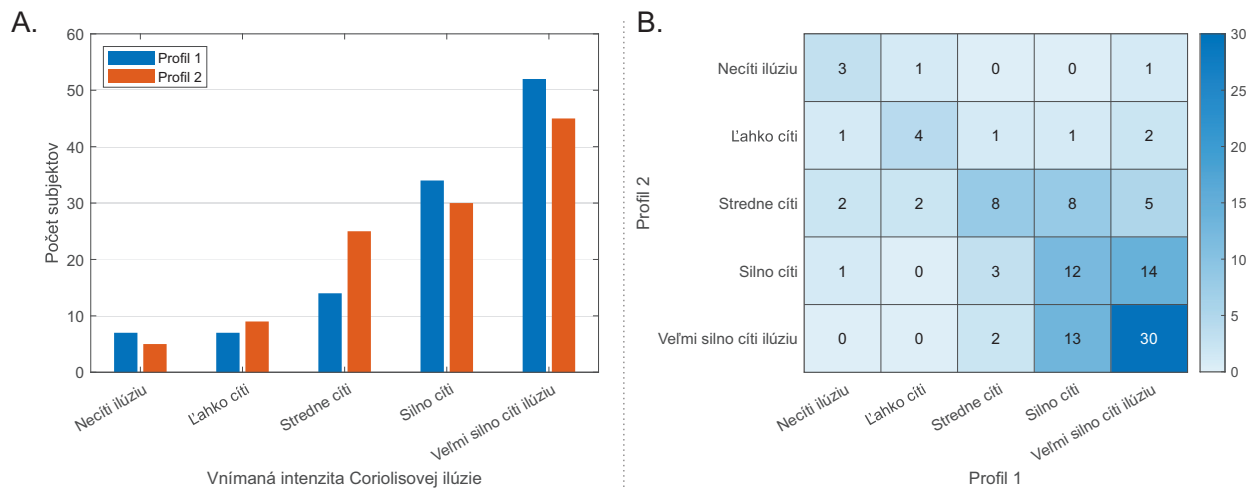 A.
60
50
40
30
20
10
0
Počet subjektov
Profil 1
Profil 2
Necíti ilúziu
Ľahko cíti
Stredne cíti
Silno cíti
Veľmi silno cíti ilúziu
Vnímaná intenzita Coriolisovej ilúzie
B.
Profil 2
Necíti ilúziu 3 1 0 0 1
Ľahko cíti 1 4 1 1 2
Stredne cíti 2 2 8 8 5
Silno cíti 1 0 3 12 14
Veľmi silno cíti ilúziu 0 0 2 13 30
Necíti ilúziu
Ľahko cíti
Stredne cíti
Silno cíti
Veľmi silno cíti ilúziu
Profil 1
30
25
20
15
10
5
0